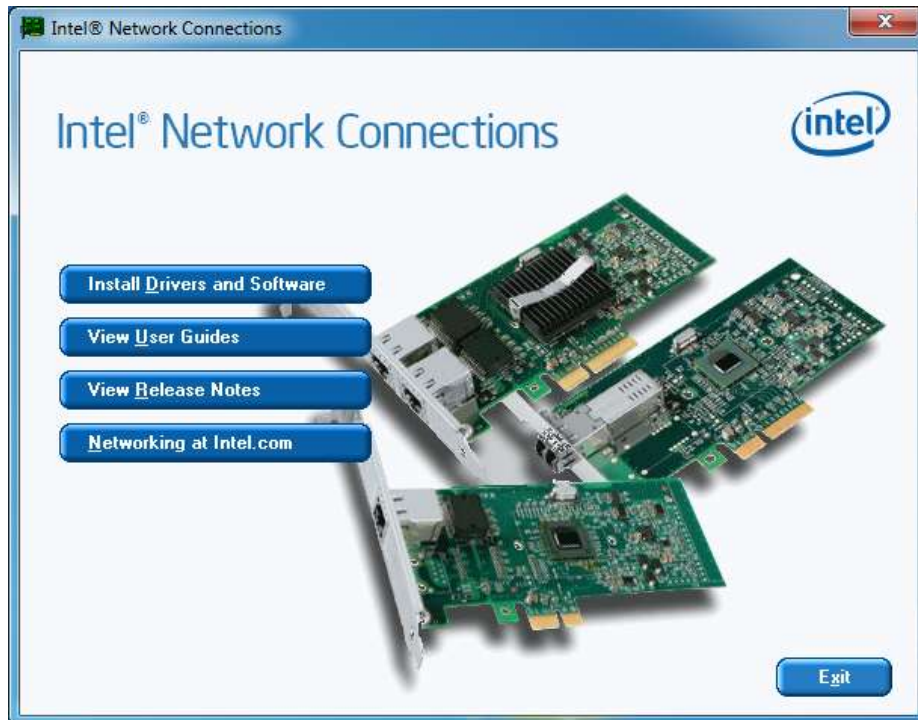 Intel® Network Connections
Intel® Network Connections
intel
Install Drivers and Software
View User Guides
View Release Notes
Networking at Intel.com
Exit